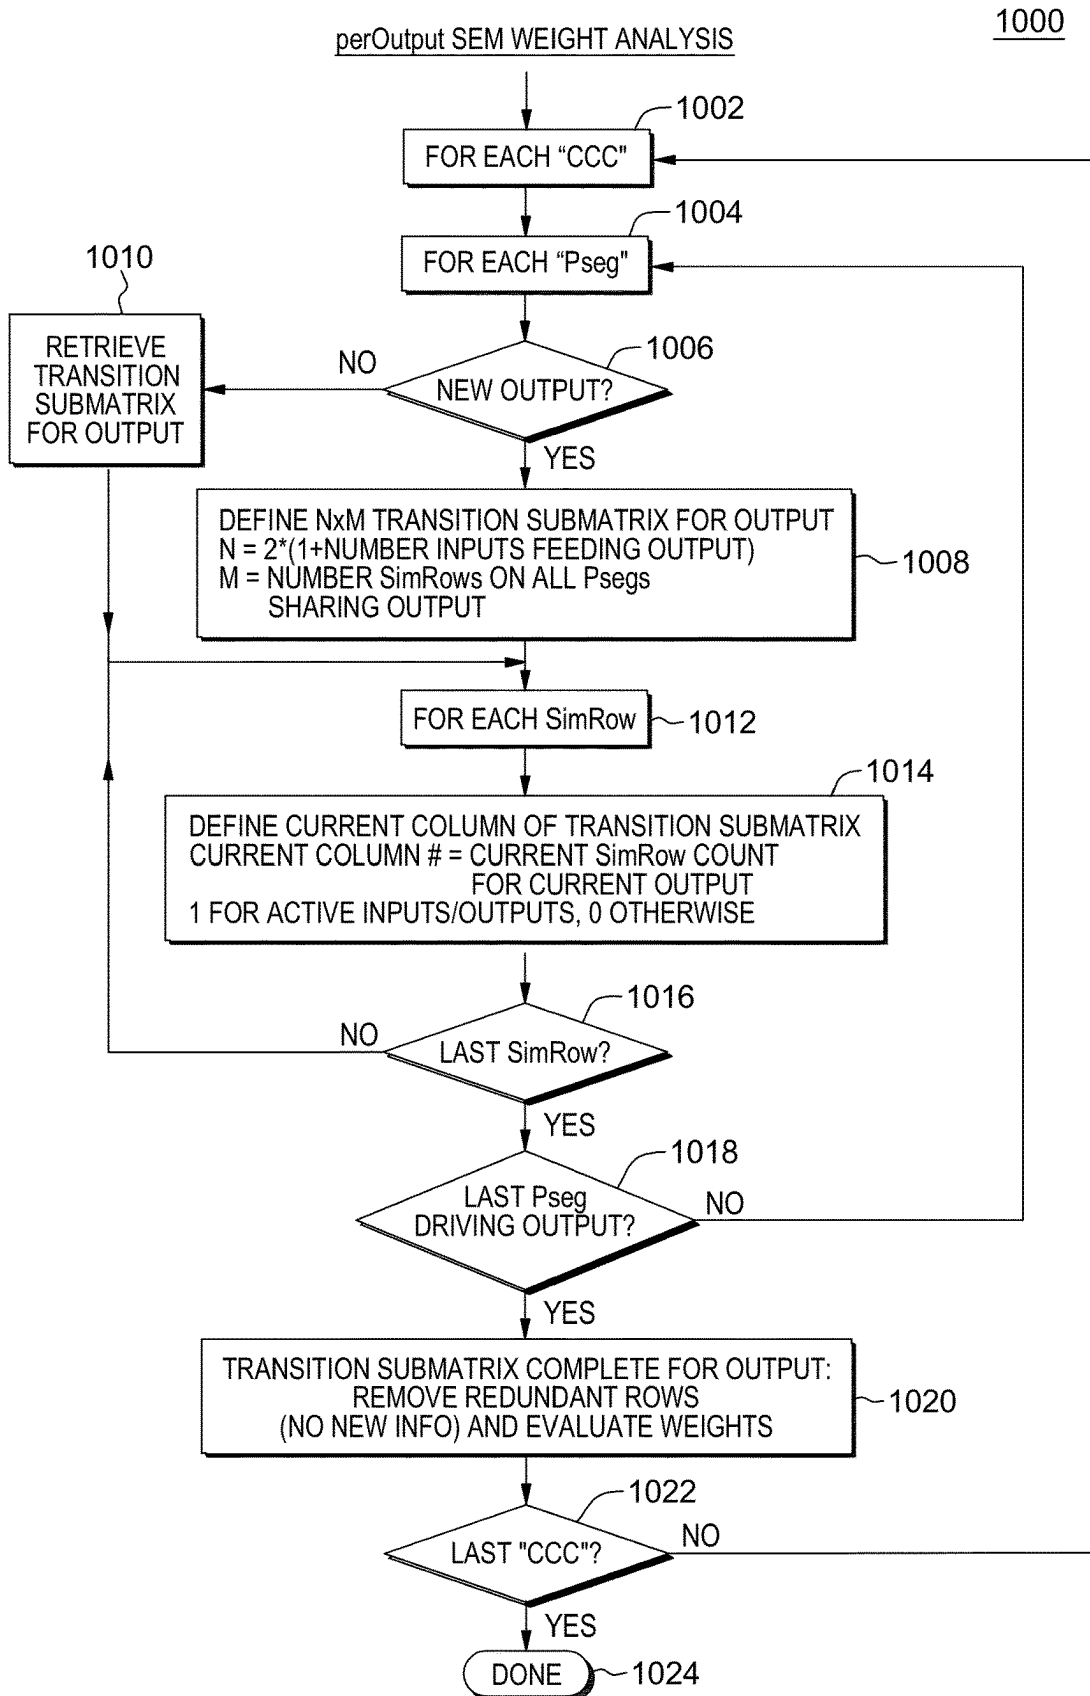 1000
perOutput SEM WEIGHT ANALYSIS
1002
FOR EACH “CCC"
1004
FOR EACH “Pseg"
1010
RETRIEVE
TRANSITION
SUBMATRIX
FOR OUTPUT
NO
1006
NEW OUTPUT?
YES
DEFINE NxM TRANSITION SUBMATRIX FOR OUTPUT
N = 2*(1+NUMBER INPUTS FEEDING OUTPUT)
M = NUMBER SimRows ON ALL Psegs
SHARING OUTPUT
1008
FOR EACH SimRow
1012
1014
DEFINE CURRENT COLUMN OF TRANSITION SUBMATRIX
CURRENT COLUMN # = CURRENT SimRow COUNT
FOR CURRENT OUTPUT
1 FOR ACTIVE INPUTS/OUTPUTS, 0 OTHERWISE
1016
NO
LAST SimRow?
YES
1018
LAST Pseg
DRIVING OUTPUT?
NO
YES
TRANSITION SUBMATRIX COMPLETE FOR OUTPUT:
REMOVE REDUNDANT ROWS
(NO NEW INFO) AND EVALUATE WEIGHTS
1020
1022
LAST "CCC"?
NO
YES
DONE
1024